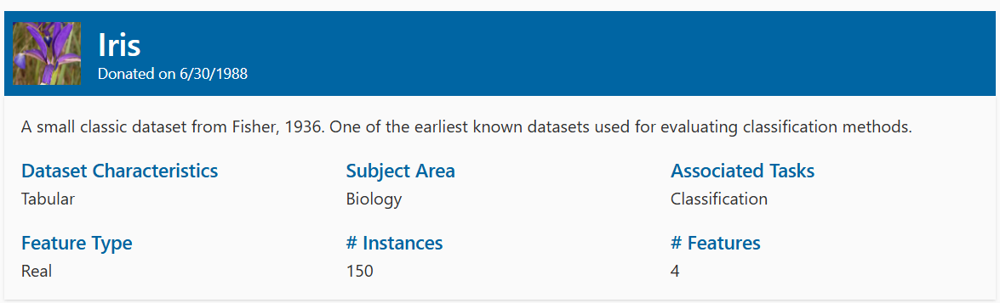 Iris
Donated on 6/30/1988
A small classic dataset from Fisher, 1936. One of the earliest known datasets used for evaluating classification methods.
Dataset Characteristics
Tabular
Subject Area
Biology
Associated Tasks
Classification
Feature Type
Real
# Instances
150
# Features
4